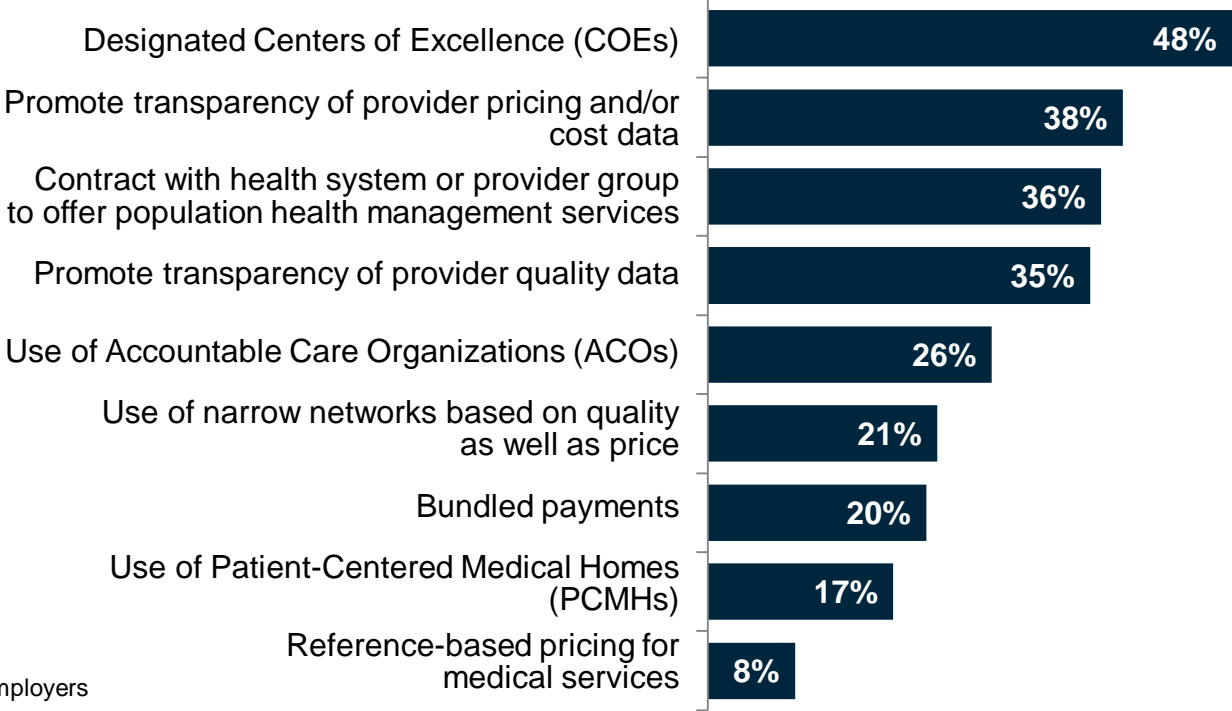 Designated Centers of Excellence (COEs)
48%
Promote transparency of provider pricing and/or
cost data
38%
Contract with health system or provider group
to offer population health management services
36%
Promote transparency of provider quality data
35%
Use of Accountable Care Organizations (ACOs)
26%
Use of narrow networks based on quality
as well as price
21%
Bundled payments
20%
Use of Patient-Centered Medical Homes
(PCMHs)
17%
Reference-based pricing for
medical services
8%